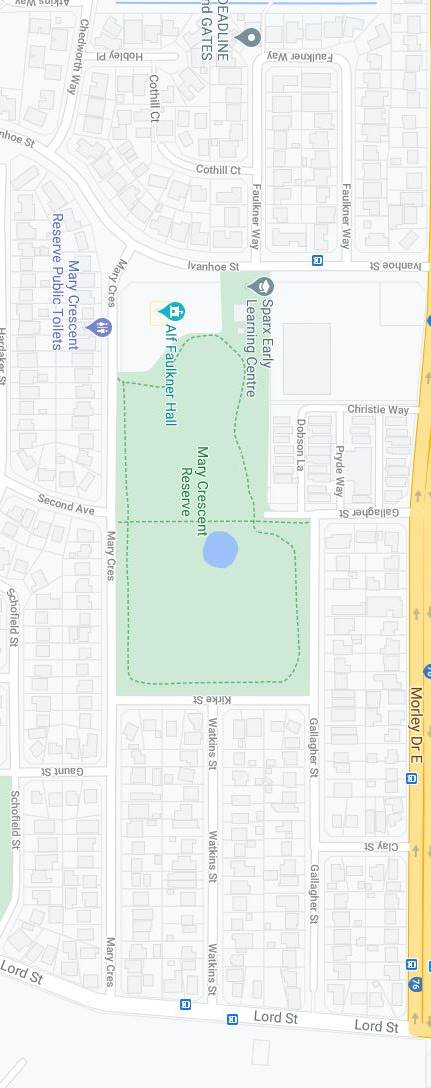 Atkins Way
DEADLINE
nd GATES
Chedworth Way
Hobley Pl
Faulkner Way
Cothill Ct
nhoe St
Cothill Ct
Faulkner Way
Faulkner Way
Mary Crescent
Reserve Public Toilets
Mary Cres
Ivanhoe St
Ivanhoe St
Alf Faulkner Hall
Sparx Early
Learning Centre
Hardaker St
Christie Way
Dobson La
Pryde Way
Mary Crescent
Reserve
Second Ave
Gallagher St
Mary Cres
Schofield St
Kirke St
Morley Dr E
Watkins St
Gallagher St
Gaunt St
Schofield St
Watkins St
Clay St
Gallagher St
Mary Cres
Watkins St
Lord St
76
Lord St
Lord St